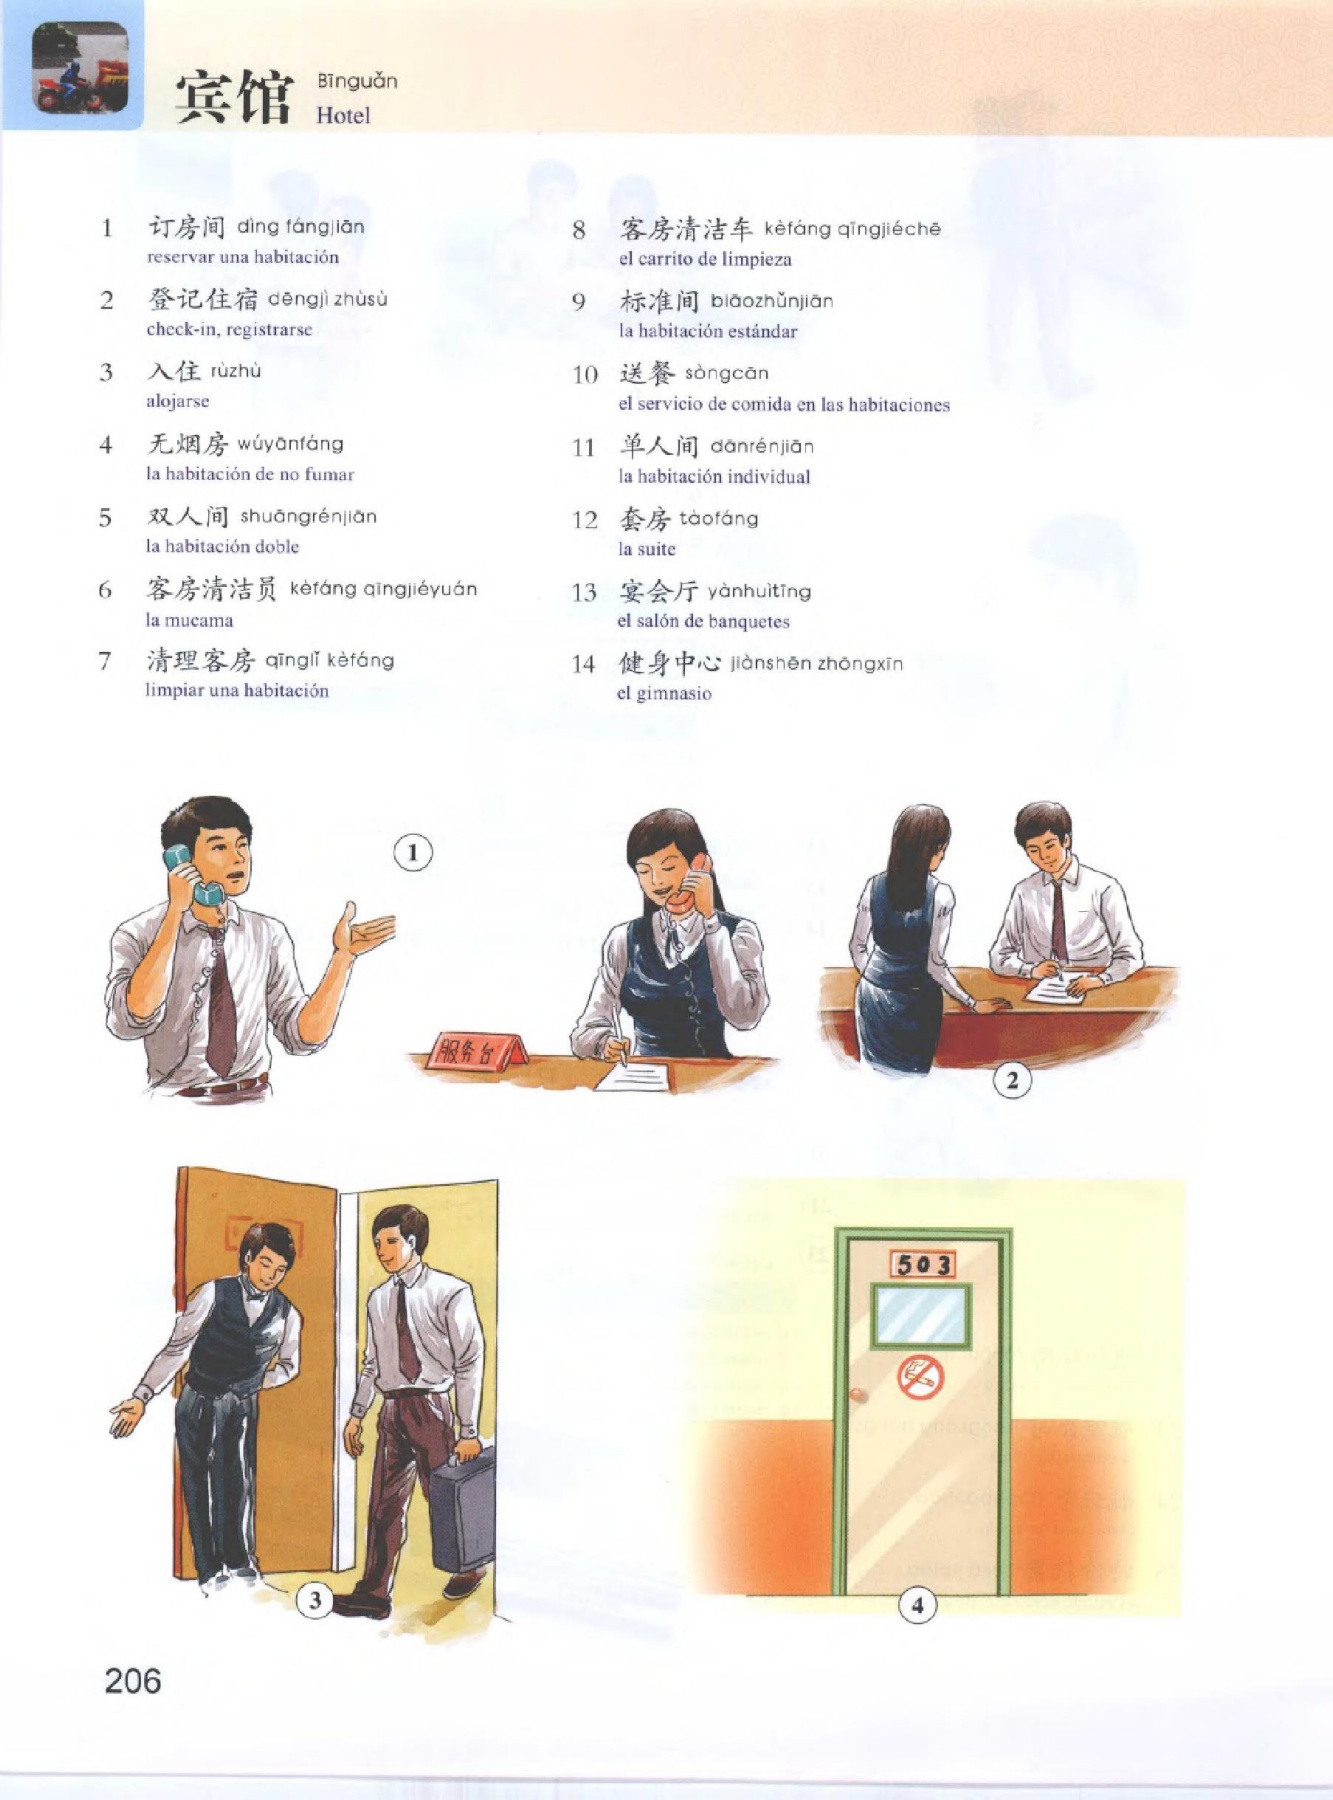 宾馆 Bīnguǎn
Hotel
1 订房间 dìng fángjiān
reservar una habitación
2 登记住宿 dēngjì zhùsù
check-in, registrarse
3 入住 rùzhù
alojarse
4 无烟房 wúyānfáng
la habitación de no fumar
5 双人间 shuāngrénjiān
la habitación doble
6 客房清洁员 kèfáng qīngjiéyuán
la mucama
7 清理客房 qīnglǐ kèfáng
limpiar una habitación
8 客房清洁车 kèfáng qīngjiéchē
el carrito de limpieza
9 标准间 biāozhǔnjiān
la habitación estándar
10 送餐 sòngcān
el servicio de comida en las habitaciones
11 单人间 dānrénjiān
la habitación individual
12 套房 tàofáng
la suite
13 宴会厅 yànhuìtīng
el salón de banquetes
14 健身中心 jiànshēn zhōngxīn
el gimnasio
1
服务台
2
503
3
4
206